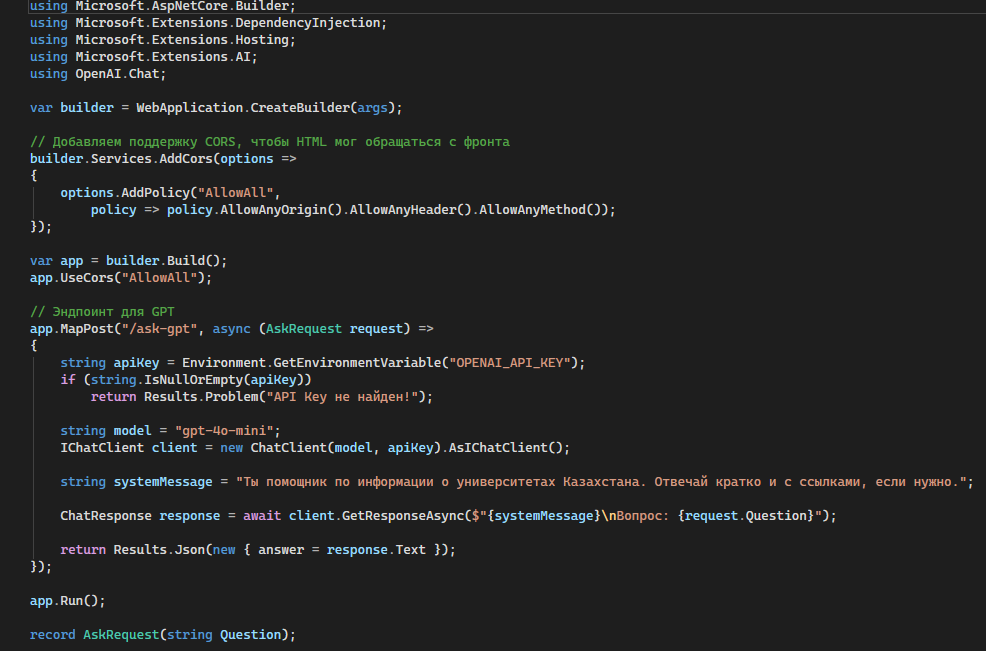 using Microsoft.AspNetCore.Builder;
using Microsoft.Extensions.DependencyInjection;
using Microsoft.Extensions.Hosting;
using Microsoft.Extensions.AI;
using OpenAI.Chat;

var builder = WebApplication.CreateBuilder(args);

// Добавляем поддержку CORS, чтобы HTML мог обращаться с фронта
builder.Services.AddCors(options =>
{
    options.AddPolicy("AllowAll",
        policy => policy.AllowAnyOrigin().AllowAnyHeader().AllowAnyMethod());
});

var app = builder.Build();
app.UseCors("AllowAll");

// Эндпоинт для GPT
app.MapPost("/ask-gpt", async (AskRequest request) =>
{
    string apiKey = Environment.GetEnvironmentVariable("OPENAI_API_KEY");
    if (string.IsNullOrEmpty(apiKey))
        return Results.Problem("API Key не найден!");

    string model = "gpt-4o-mini";
    IChatClient client = new ChatClient(model, apiKey).AsIChatClient();

    string systemMessage = "Ты помощник по информации о университетах Казахстана. Отвечай кратко и с ссылками, если нужно.";

    ChatResponse response = await client.GetResponseAsync($"{systemMessage}\nВопрос: {request.Question}");

    return Results.Json(new { answer = response.Text });
});

app.Run();

record AskRequest(string Question);